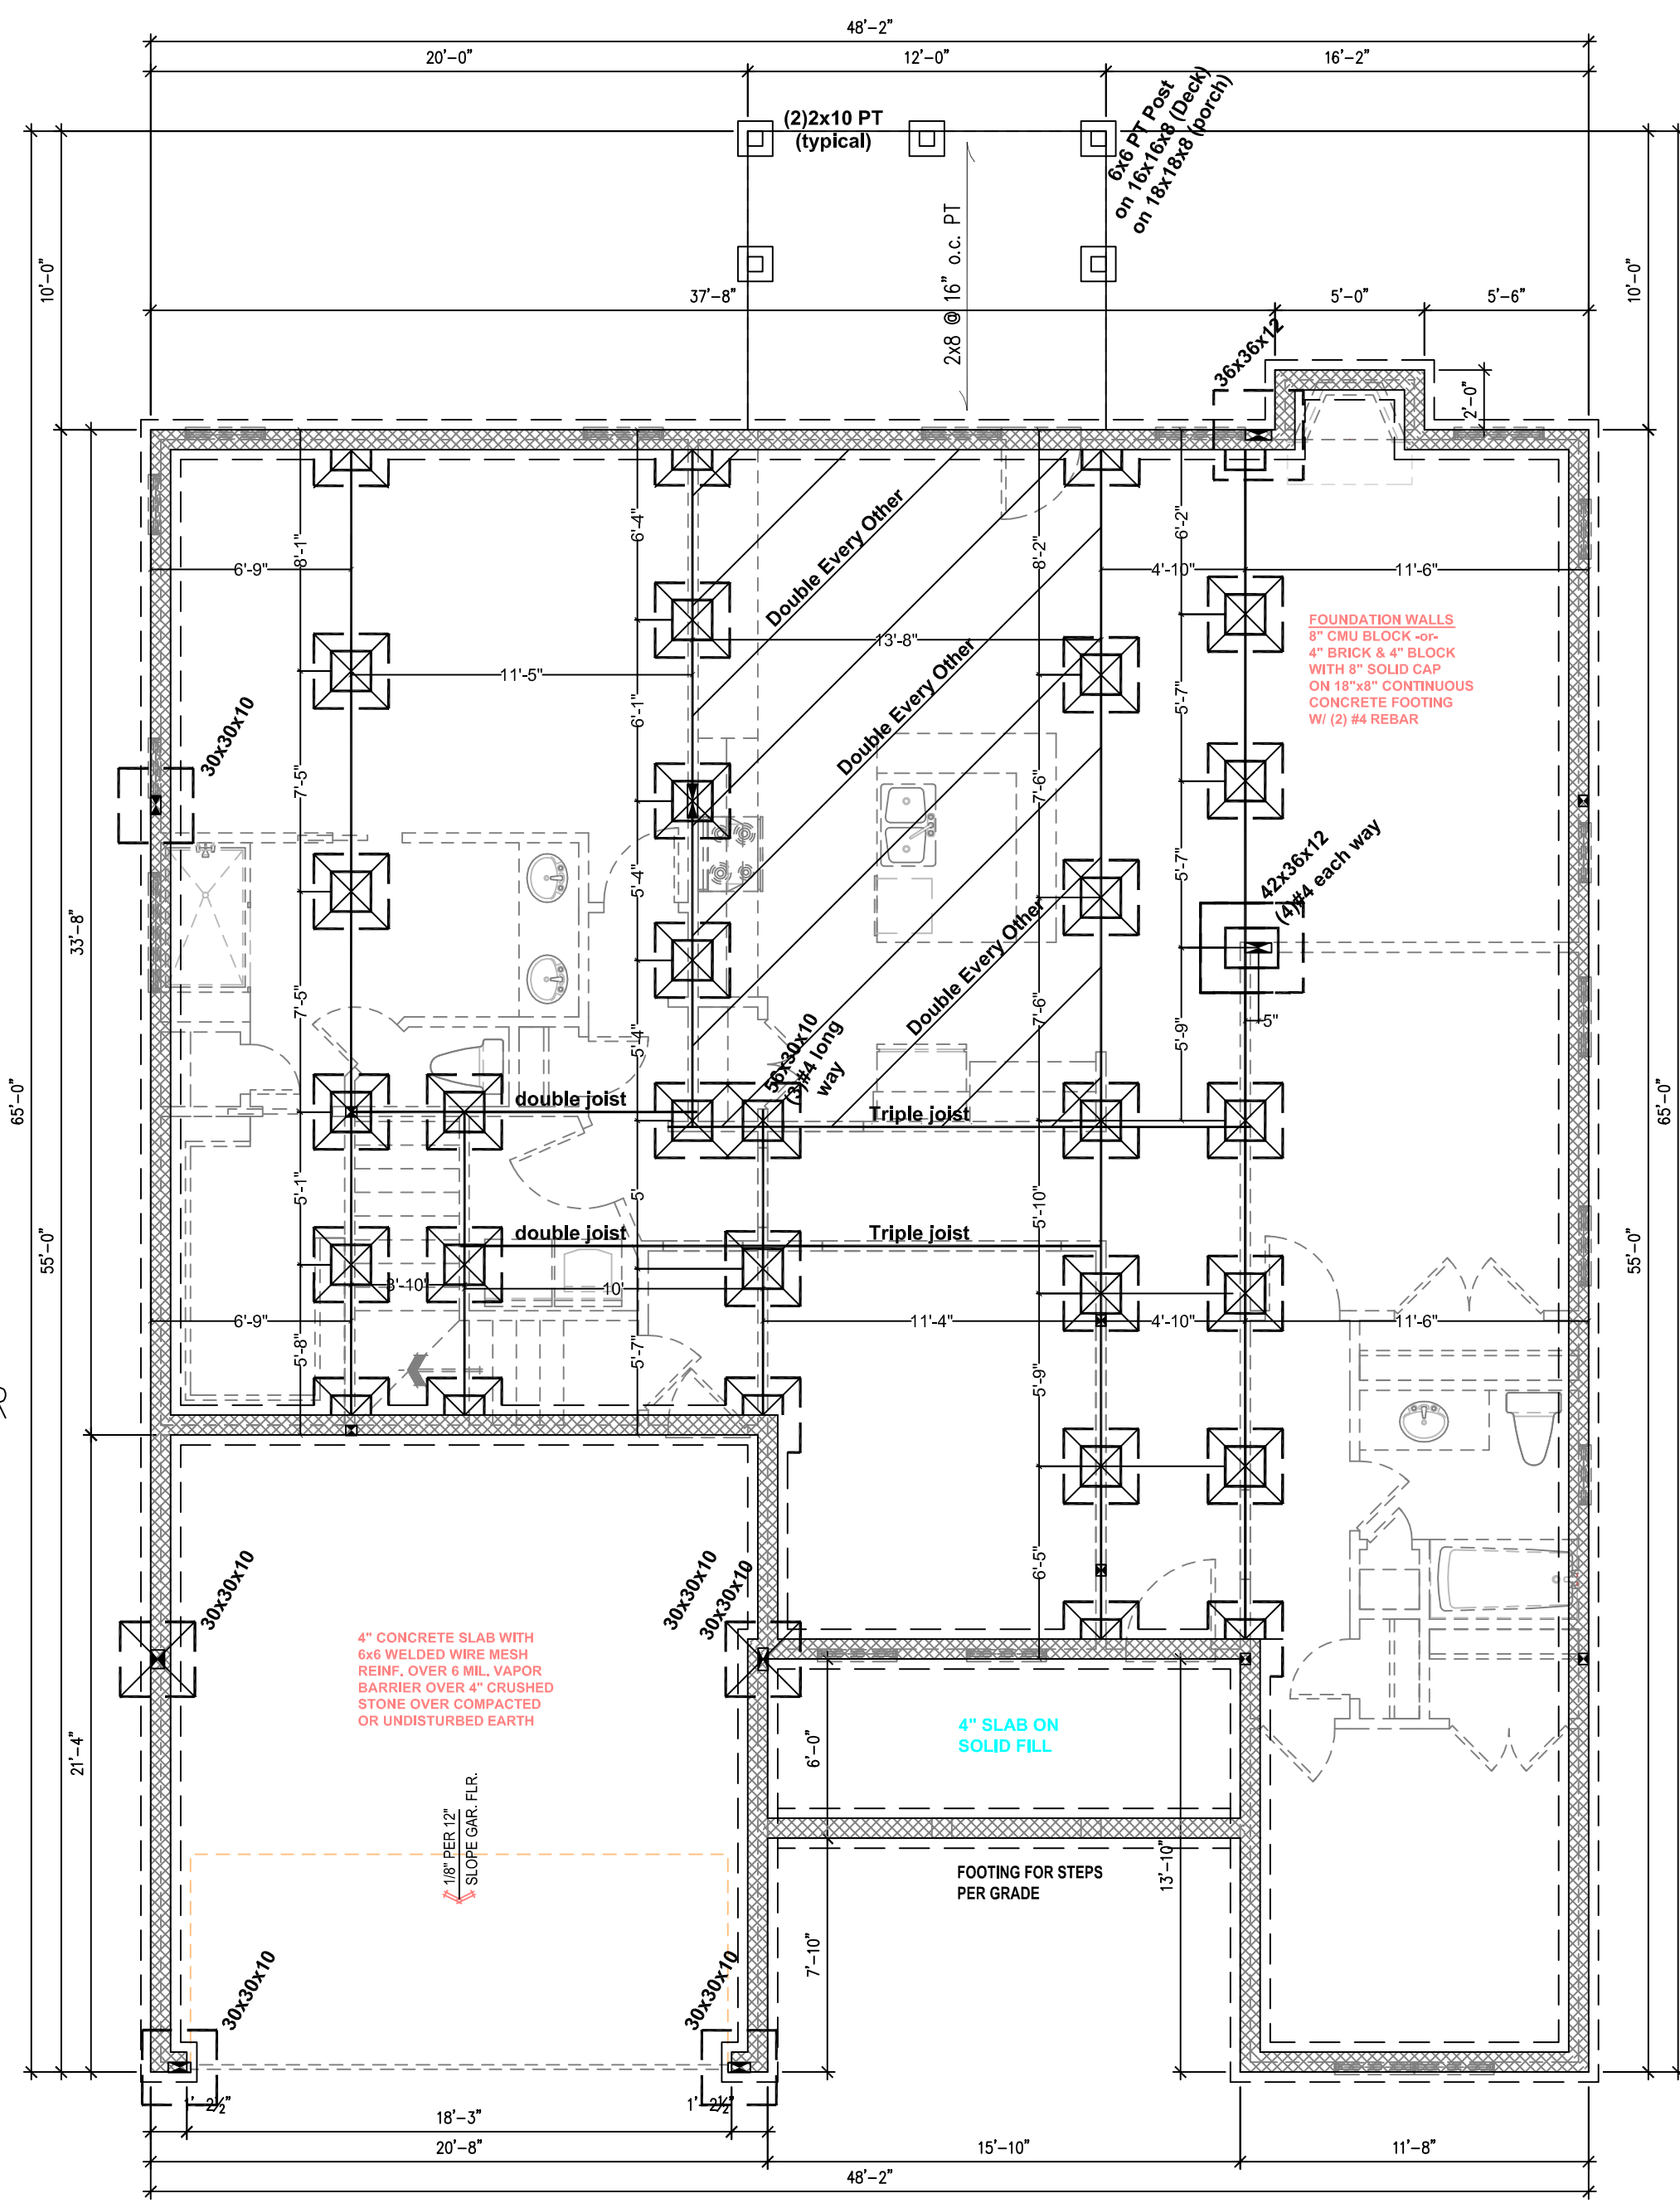 48'-2"
20'-0"
12'-0"
16'-2"
(2)2x10 PT
(typical)
6x6 PT Post
on 16x16x8 (Deck)
on 18x18x8 (porch)
2x8 @ 16" o.c. PT
10'-0"
10'-0"
37'-8"
5'-0"
5'-6"
36x36x12
2'-0"
8'-1"
6'-4"
8'-2"
6'-2"
6'-9"
4'-10"
11'-6"
Double Every Other
13'-8"
11'-5"
FOUNDATION WALLS
8" CMU BLOCK -or-
4" BRICK & 4" BLOCK
WITH 8" SOLID CAP
ON 18"x8" CONTINUOUS
CONCRETE FOOTING
W/ (2) #4 REBAR
30x30x10
7'-5"
6'-1"
Double Every Other
7'-6"
5'-7"
33'-8"
5'-4"
5'-7"
42x36x12
(4)#4 each way
7'-5"
5'-4"
Double Every Other
7'-6"
5'-9"
5"
56x30x10
(3)#4 long
way
65'-0"
65'-0"
double joist
Triple joist
5'-1"
5'
5'-10"
55'-0"
55'-0"
double joist
Triple joist
3'-10"
10'
6'-9"
11'-4"
4'-10"
11'-6"
5'-8"
5'-7"
5'-9"
6'-5"
30x30x10
30x30x10
30x30x10
4" CONCRETE SLAB WITH
6x6 WELDED WIRE MESH
REINF. OVER 6 MIL. VAPOR
BARRIER OVER 4" CRUSHED
STONE OVER COMPACTED
OR UNDISTURBED EARTH
4" SLAB ON
SOLID FILL
6'-0"
21'-4"
1/8" PER 12"
SLOPE GAR. FLR.
FOOTING FOR STEPS
PER GRADE
13'-10"
7'-10"
30x30x10
30x30x10
1'-2½"
1'-2½"
18'-3"
20'-8"
15'-10"
11'-8"
48'-2"